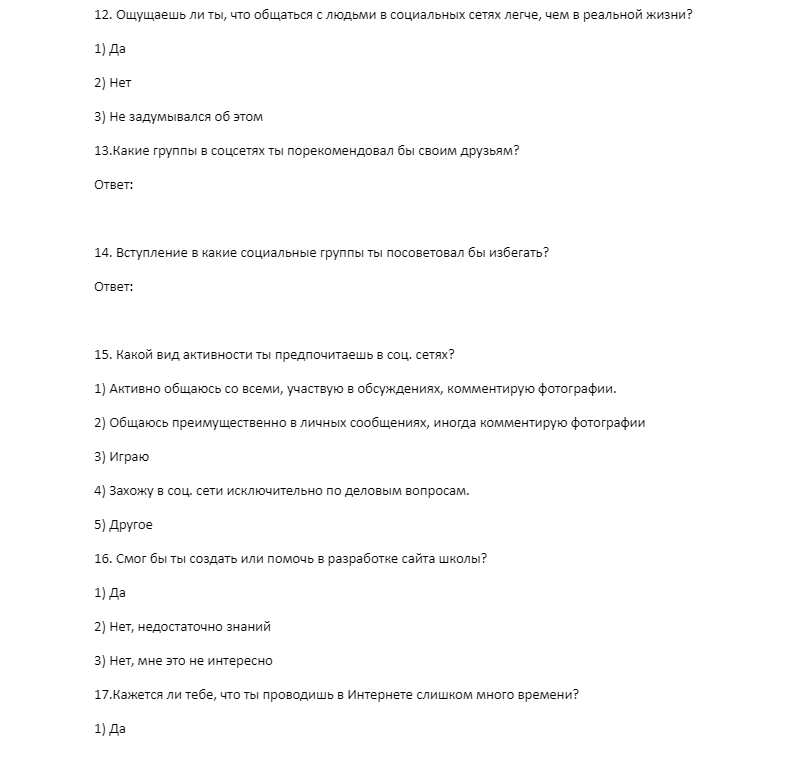 12. Ощущаешь ли ты, что общаться с людьми в социальных сетях легче, чем в реальной жизни?
1) Да
2) Нет
3) Не задумывался об этом
13.Какие группы в соцсетях ты порекомендовал бы своим друзьям?
Ответ:
14. Вступление в какие социальные группы ты посоветовал бы избегать?
Ответ:
15. Какой вид активности ты предпочитаешь в соц. сетях?
1) Активно общаюсь со всеми, участвую в обсуждениях, комментирую фотографии.
2) Общаюсь преимущественно в личных сообщениях, иногда комментирую фотографии
3) Играю
4) Захожу в соц. сети исключительно по деловым вопросам.
5) Другое
16. Смог бы ты создать или помочь в разработке сайта школы?
1) Да
2) Нет, недостаточно знаний
3) Нет, мне это не интересно
17.Кажется ли тебе, что ты проводишь в Интернете слишком много времени?
1) Да